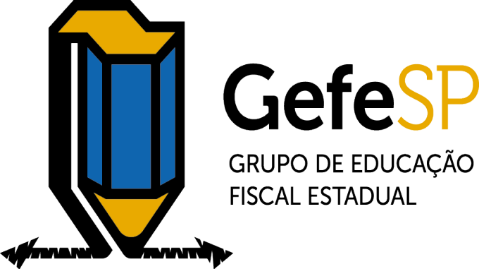 GefeSP
GRUPO DE EDUCAÇÃO
FISCAL ESTADUAL